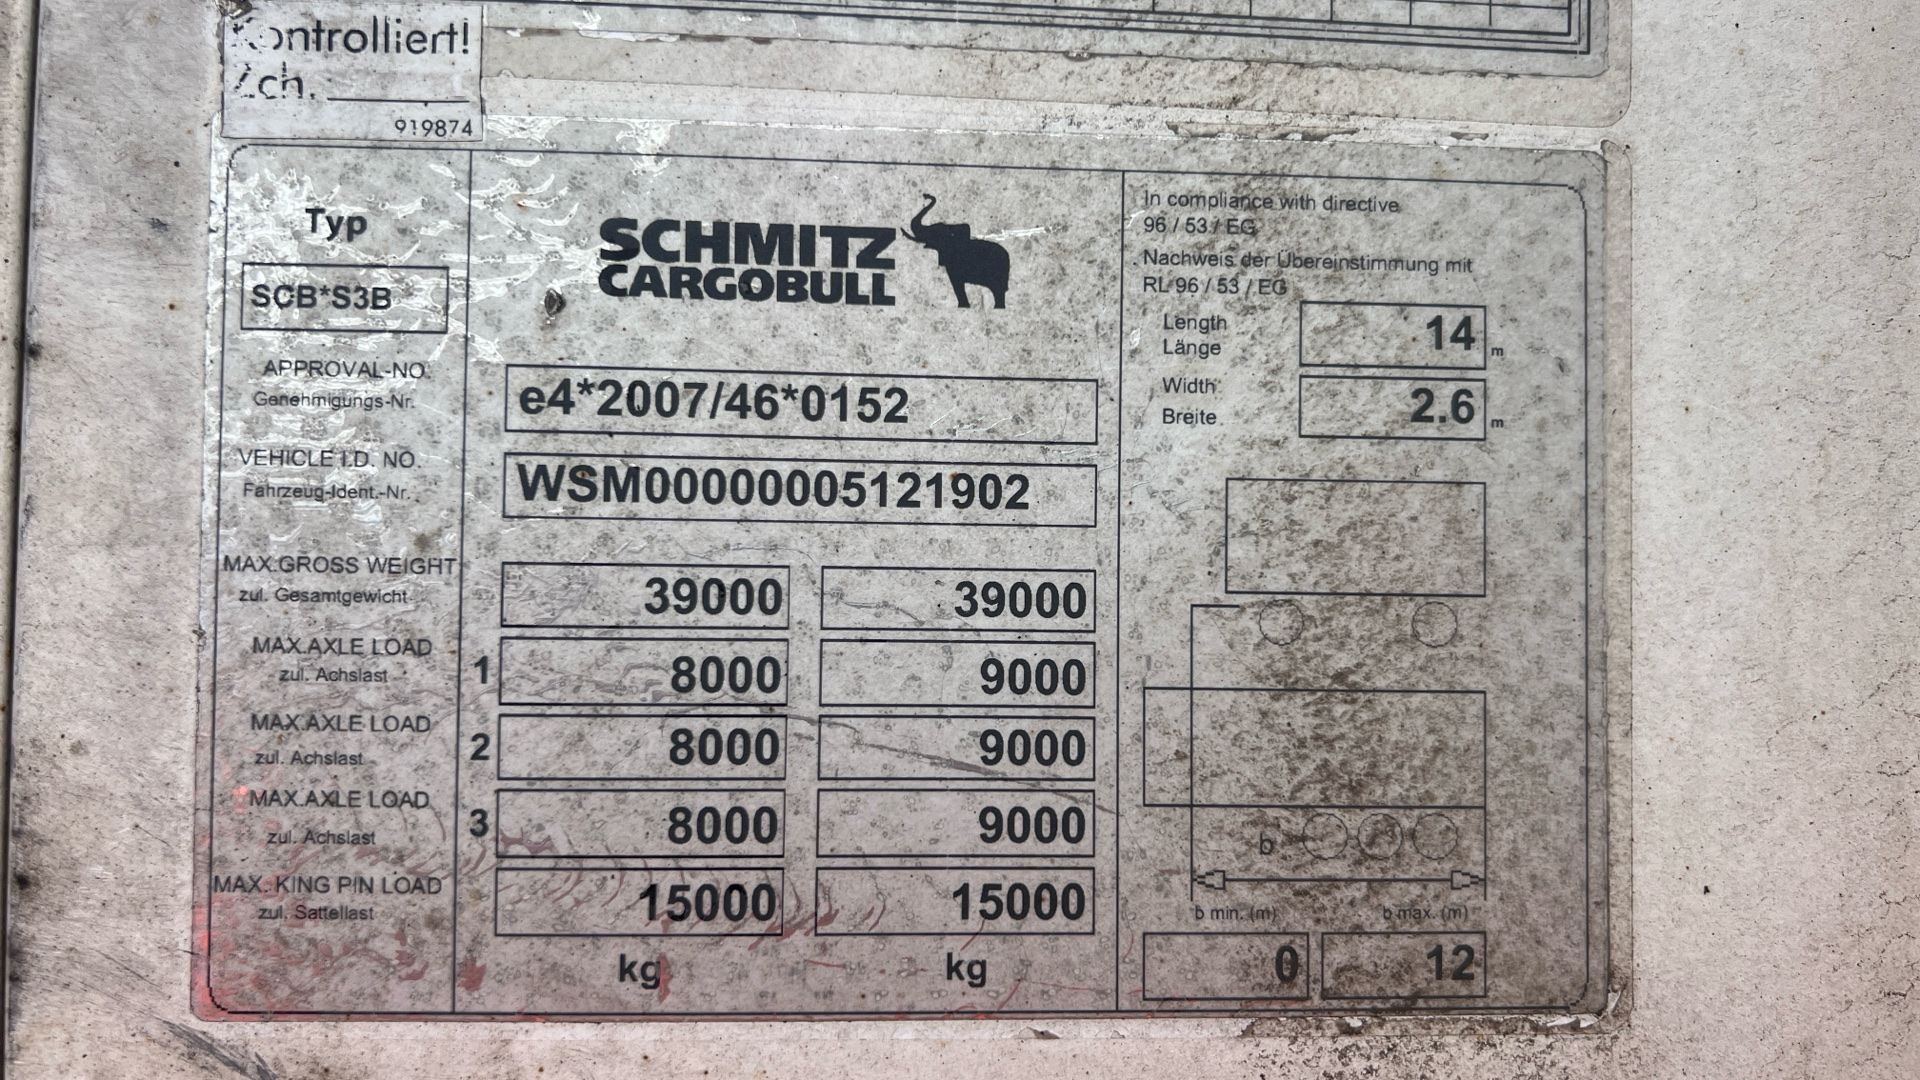 Kontrolliert!
Zch.
919874
Typ
SCB*S3B
SCHMITZ
CARGOBULL
APPROVAL-NO.
Genehmigungs-Nr.
e4*2007/46*0152
VEHICLE I.D. NO.
Fahrzeug-Ident.-Nr.
WSM00000005121902
MAX.GROSS WEIGHT
zul. Gesamtgewicht
39000 39000
MAX.AXLE LOAD
zul. Achslast
1 8000 9000
MAX.AXLE LOAD
zul. Achslast
2 8000 9000
MAX.AXLE LOAD
zul. Achslast
3 8000 9000
MAX. KING PIN LOAD
zul. Sattellast
15000 15000
kg kg
In compliance with directive
96 / 53 / EG
Nachweis der Übereinstimmung mit
RL 96 / 53 / EG
Length
Länge
14 m
Width
Breite
2.6 m
b
b min. (m) b max. (m)
0 12